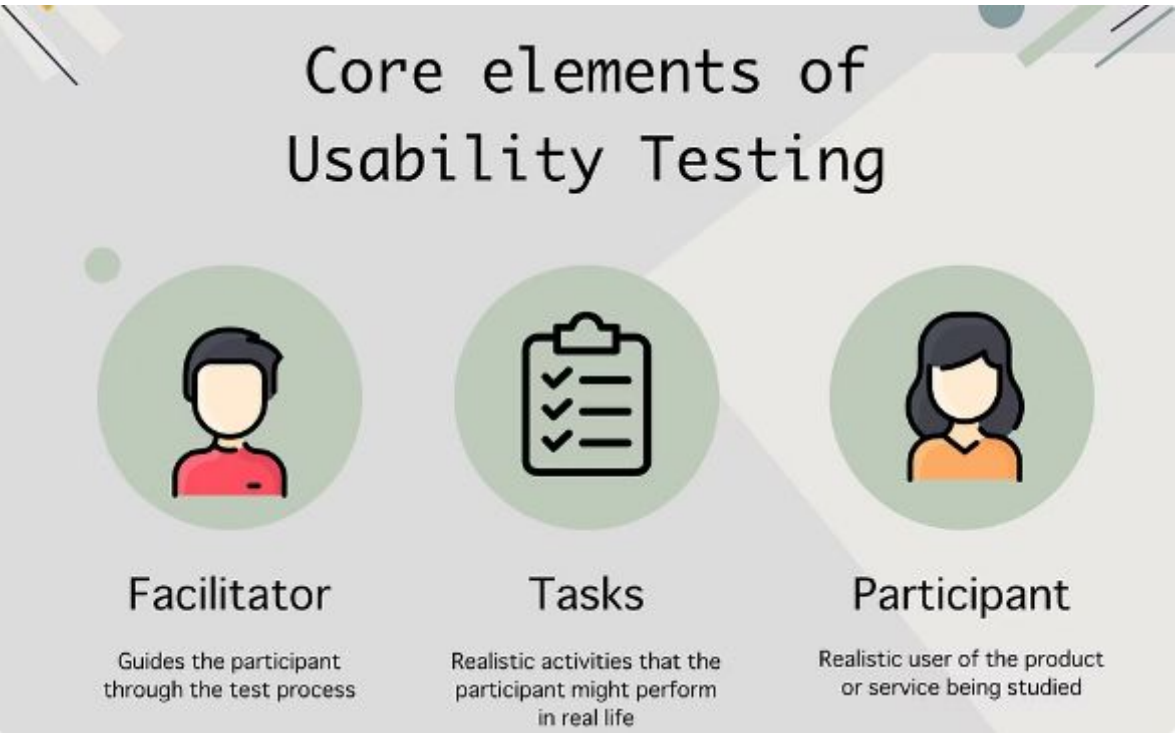 Core elements of
Usability Testing
Facilitator
Guides the participant
through the test process
Tasks
Realistic activities that the
participant might perform
in real life
Participant
Realistic user of the product
or service being studied